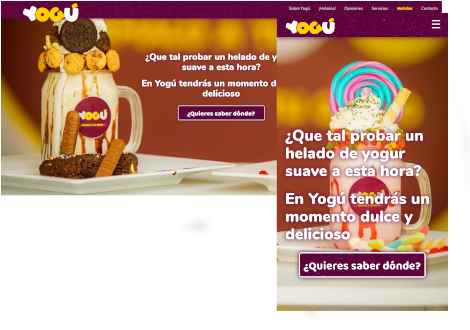 YOGÚ
Sobre Yogú ¡Helados! Opiniones Servicios Noticias
¿Que tal probar un helado de y
suave a esta hora?
En Yogú tendrás un momento d
delicioso
¿Quieres saber dónde?
YOGÚ
YOGÚ
¿Que tal probar un
helado de yogur
suave a esta hora?
En Yogú tendrás un
momento dulce y
delicioso
¿Quieres saber dónde?
YOGÚ